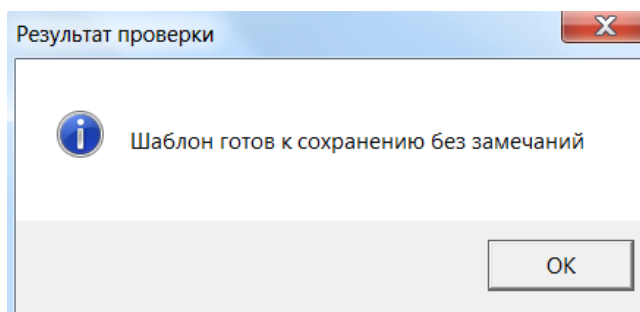 Результат проверки
Шаблон готов к сохранению без замечаний
OK